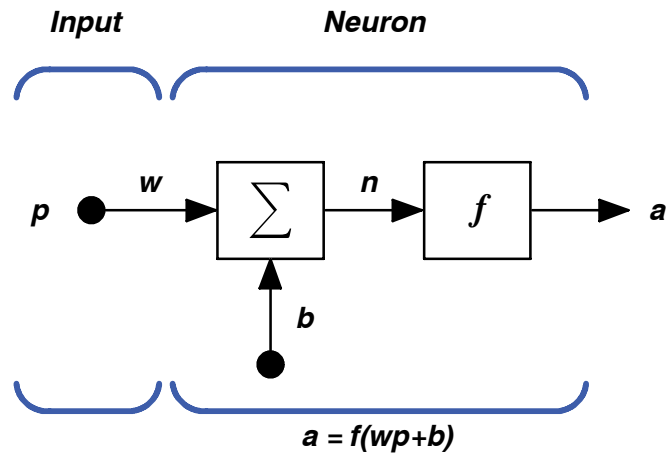 Input Neuron
w n
p ∑ f a
b
a = f(wp+b)